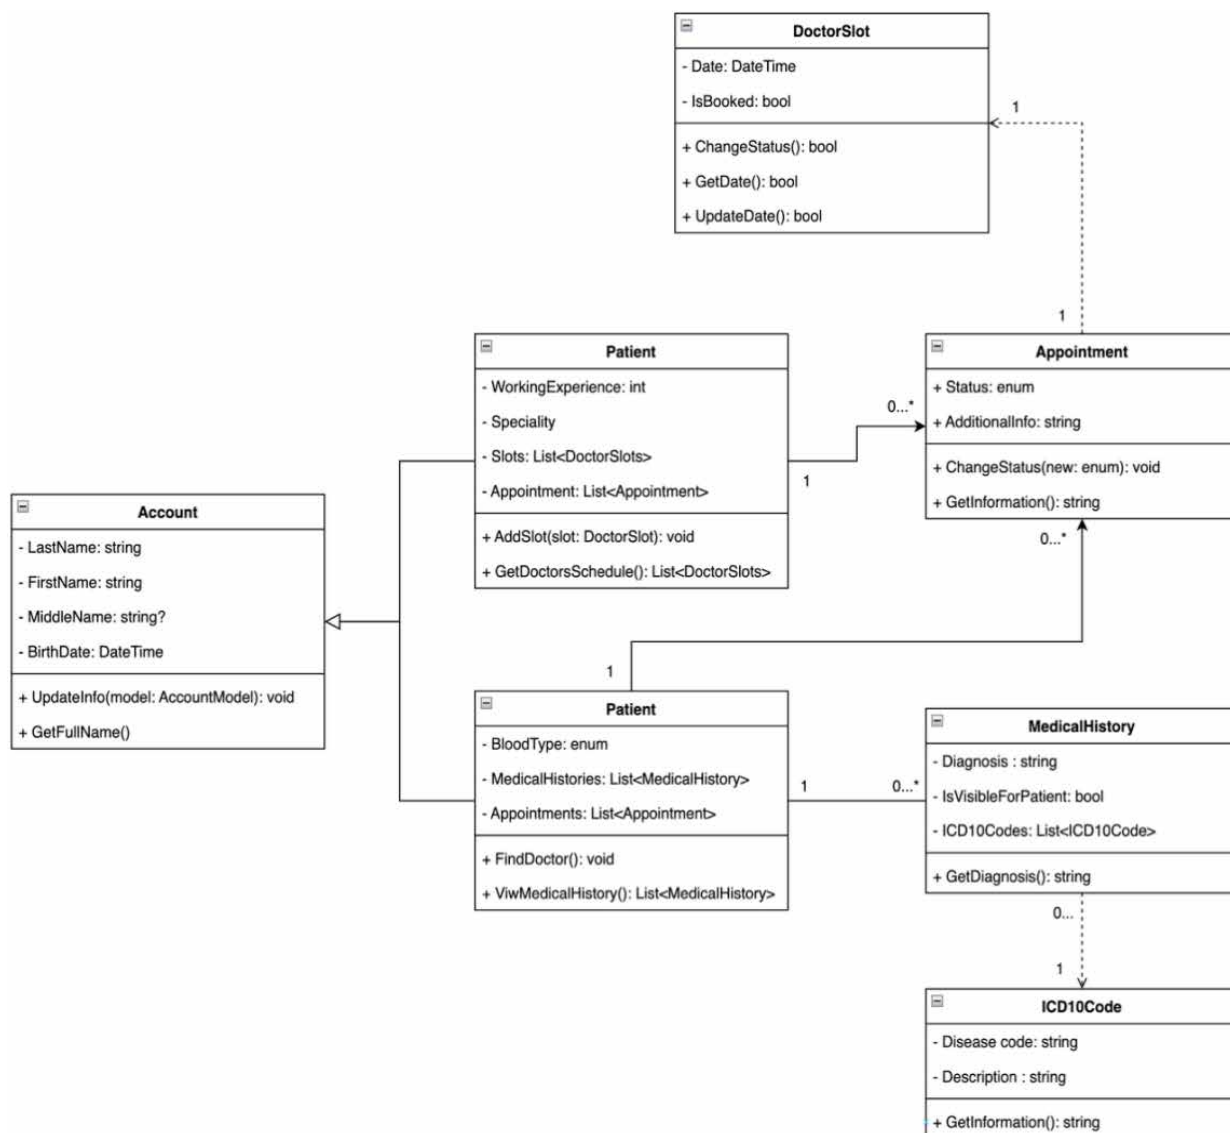 DoctorSlot
- Date: DateTime
- IsBooked: bool
+ ChangeStatus(): bool
+ GetDate(): bool
+ UpdateDate(): bool
1
1
Patient
- WorkingExperience: int
- Speciality
- Slots: List<DoctorSlots>
- Appointment: List<Appointment>
+ AddSlot(slot: DoctorSlot): void
+ GetDoctorsSchedule(): List<DoctorSlots>
1
0...*
Appointment
+ Status: enum
+ AdditionalInfo: string
+ ChangeStatus(new: enum): void
+ GetInformation(): string
0...*
Account
- LastName: string
- FirstName: string
- MiddleName: string?
- BirthDate: DateTime
+ UpdateInfo(model: AccountModel): void
+ GetFullName()
1
Patient
- BloodType: enum
- MedicalHistories: List<MedicalHistory>
- Appointments: List<Appointment>
+ FindDoctor(): void
+ ViwMedicalHistory(): List<MedicalHistory>
1
0...*
MedicalHistory
- Diagnosis : string
- IsVisibleForPatient: bool
- ICD10Codes: List<ICD10Code>
+ GetDiagnosis(): string
0...
1
ICD10Code
- Disease code: string
- Description : string
+ GetInformation(): string